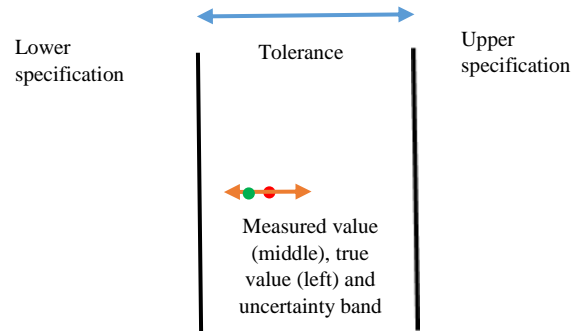 Lower
specification
Tolerance
Upper
specification
Measured value
(middle), true
value (left) and
uncertainty band